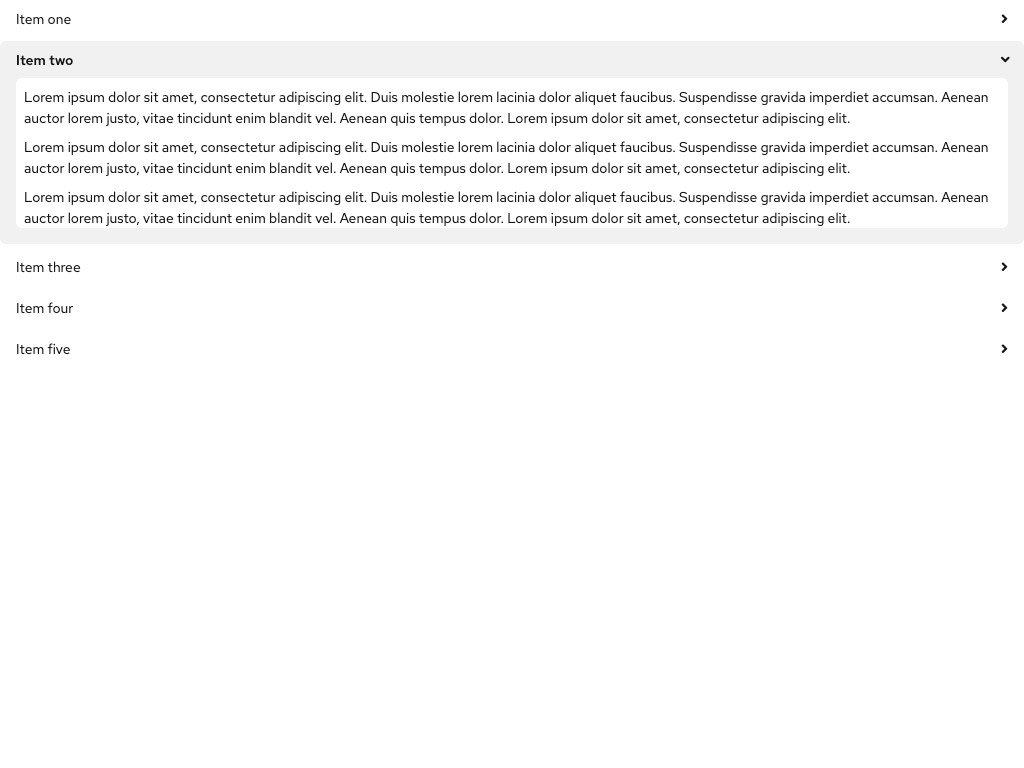 Item one
Item two
Lorem ipsum dolor sit amet, consectetur adipiscing elit. Duis molestie lorem lacinia dolor aliquet faucibus. Suspendisse gravida imperdiet accumsan. Aenean
auctor lorem justo, vitae tincidunt enim blandit vel. Aenean quis tempus dolor. Lorem ipsum dolor sit amet, consectetur adipiscing elit.
Lorem ipsum dolor sit amet, consectetur adipiscing elit. Duis molestie lorem lacinia dolor aliquet faucibus. Suspendisse gravida imperdiet accumsan. Aenean
auctor lorem justo, vitae tincidunt enim blandit vel. Aenean quis tempus dolor. Lorem ipsum dolor sit amet, consectetur adipiscing elit.
Lorem ipsum dolor sit amet, consectetur adipiscing elit. Duis molestie lorem lacinia dolor aliquet faucibus. Suspendisse gravida imperdiet accumsan. Aenean
auctor lorem justo, vitae tincidunt enim blandit vel. Aenean quis tempus dolor. Lorem ipsum dolor sit amet, consectetur adipiscing elit.
Item three
Item four
Item five